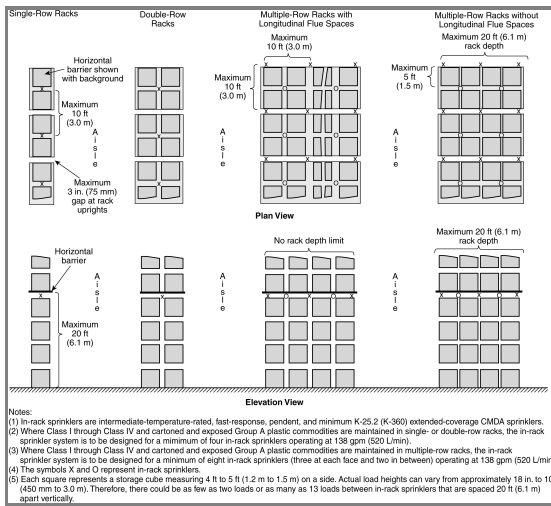 Single-Row Racks
Double-Row
Racks
Multiple-Row Racks with
Longitudinal Flue Spaces
Multiple-Row Racks without
Longitudinal Flue Spaces
Horizontal
barrier shown
with background
Maximum
10 ft
(3.0 m)
Maximum
3 in. (75 mm)
gap at rack
uprights
Aisle
Maximum
10 ft (3.0 m)
Maximum
10 ft
(3.0 m)
Aisle
Maximum 20 ft (6.1 m)
rack depth
Maximum
5 ft
(1.5 m)
Aisle
x
x
x
x
x
x
X X X
O O
X X X
O O
X X X
O O
X X X
O O
X X X
O O
X X X
O O
Plan View
Horizontal
barrier
Maximum
20 ft
(6.1 m)
Aisle
No rack depth limit
Aisle
Maximum 20 ft (6.1 m)
rack depth
Aisle
x
x
X O X O X
X O X O X
Elevation View
Notes:
(1) In-rack sprinklers are intermediate-temperature-rated, fast-response, pendent, and minimum K-25.2 (K-360) extended-coverage CMDA sprinklers.
(2) Where Class I through Class IV and cartoned and exposed Group A plastic commodities are maintained in single- or double-row racks, the in-rack
sprinkler system is to be designed for a mimimum of four in-rack sprinklers operating at 138 gpm (520 L/min).
(3) Where Class I through Class IV and cartoned and exposed Group A plastic commodities are maintained in multiple-row racks, the in-rack
sprinkler system is to be designed for a minimum of eight in-rack sprinklers (three at each face and two in between) operating at 138 gpm (520 L/min
(4) The symbols X and O represent in-rack sprinklers.
(5) Each square represents a storage cube measuring 4 ft to 5 ft (1.2 m to 1.5 m) on a side. Actual load heights can vary from approximately 18 in. to 10
(450 mm to 3.0 m). Therefore, there could be as few as two loads or as many as 13 loads between in-rack sprinklers that are spaced 20 ft (6.1 m)
apart vertically.